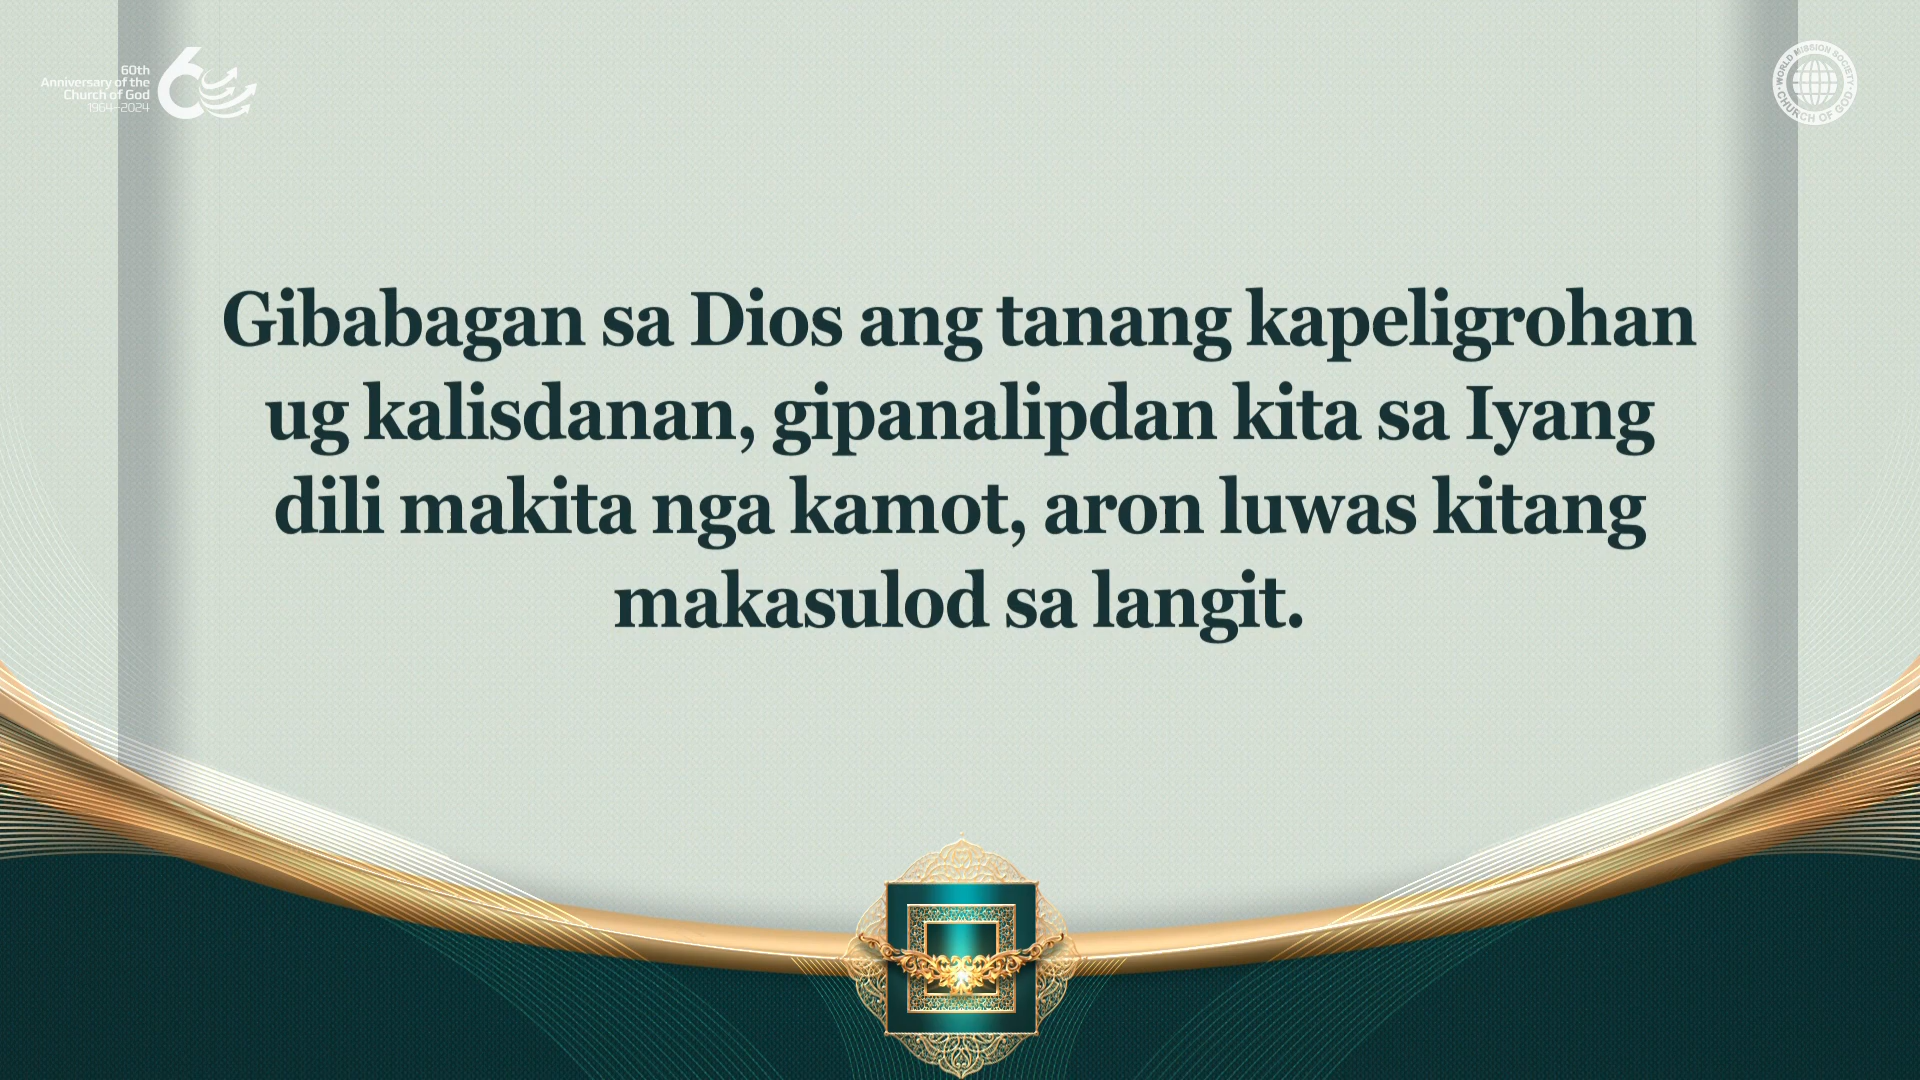 60th
Anniversary of the
Church of God
1964–2024
60
WORLD MISSION SOCIETY
CHURCH OF GOD
Gibabagan sa Dios ang tanang kapeligrohan
ug kalisdanan, gipanalipdan kita sa Iyang
dili makita nga kamot, aron luwas kitang
makasulod sa langit.